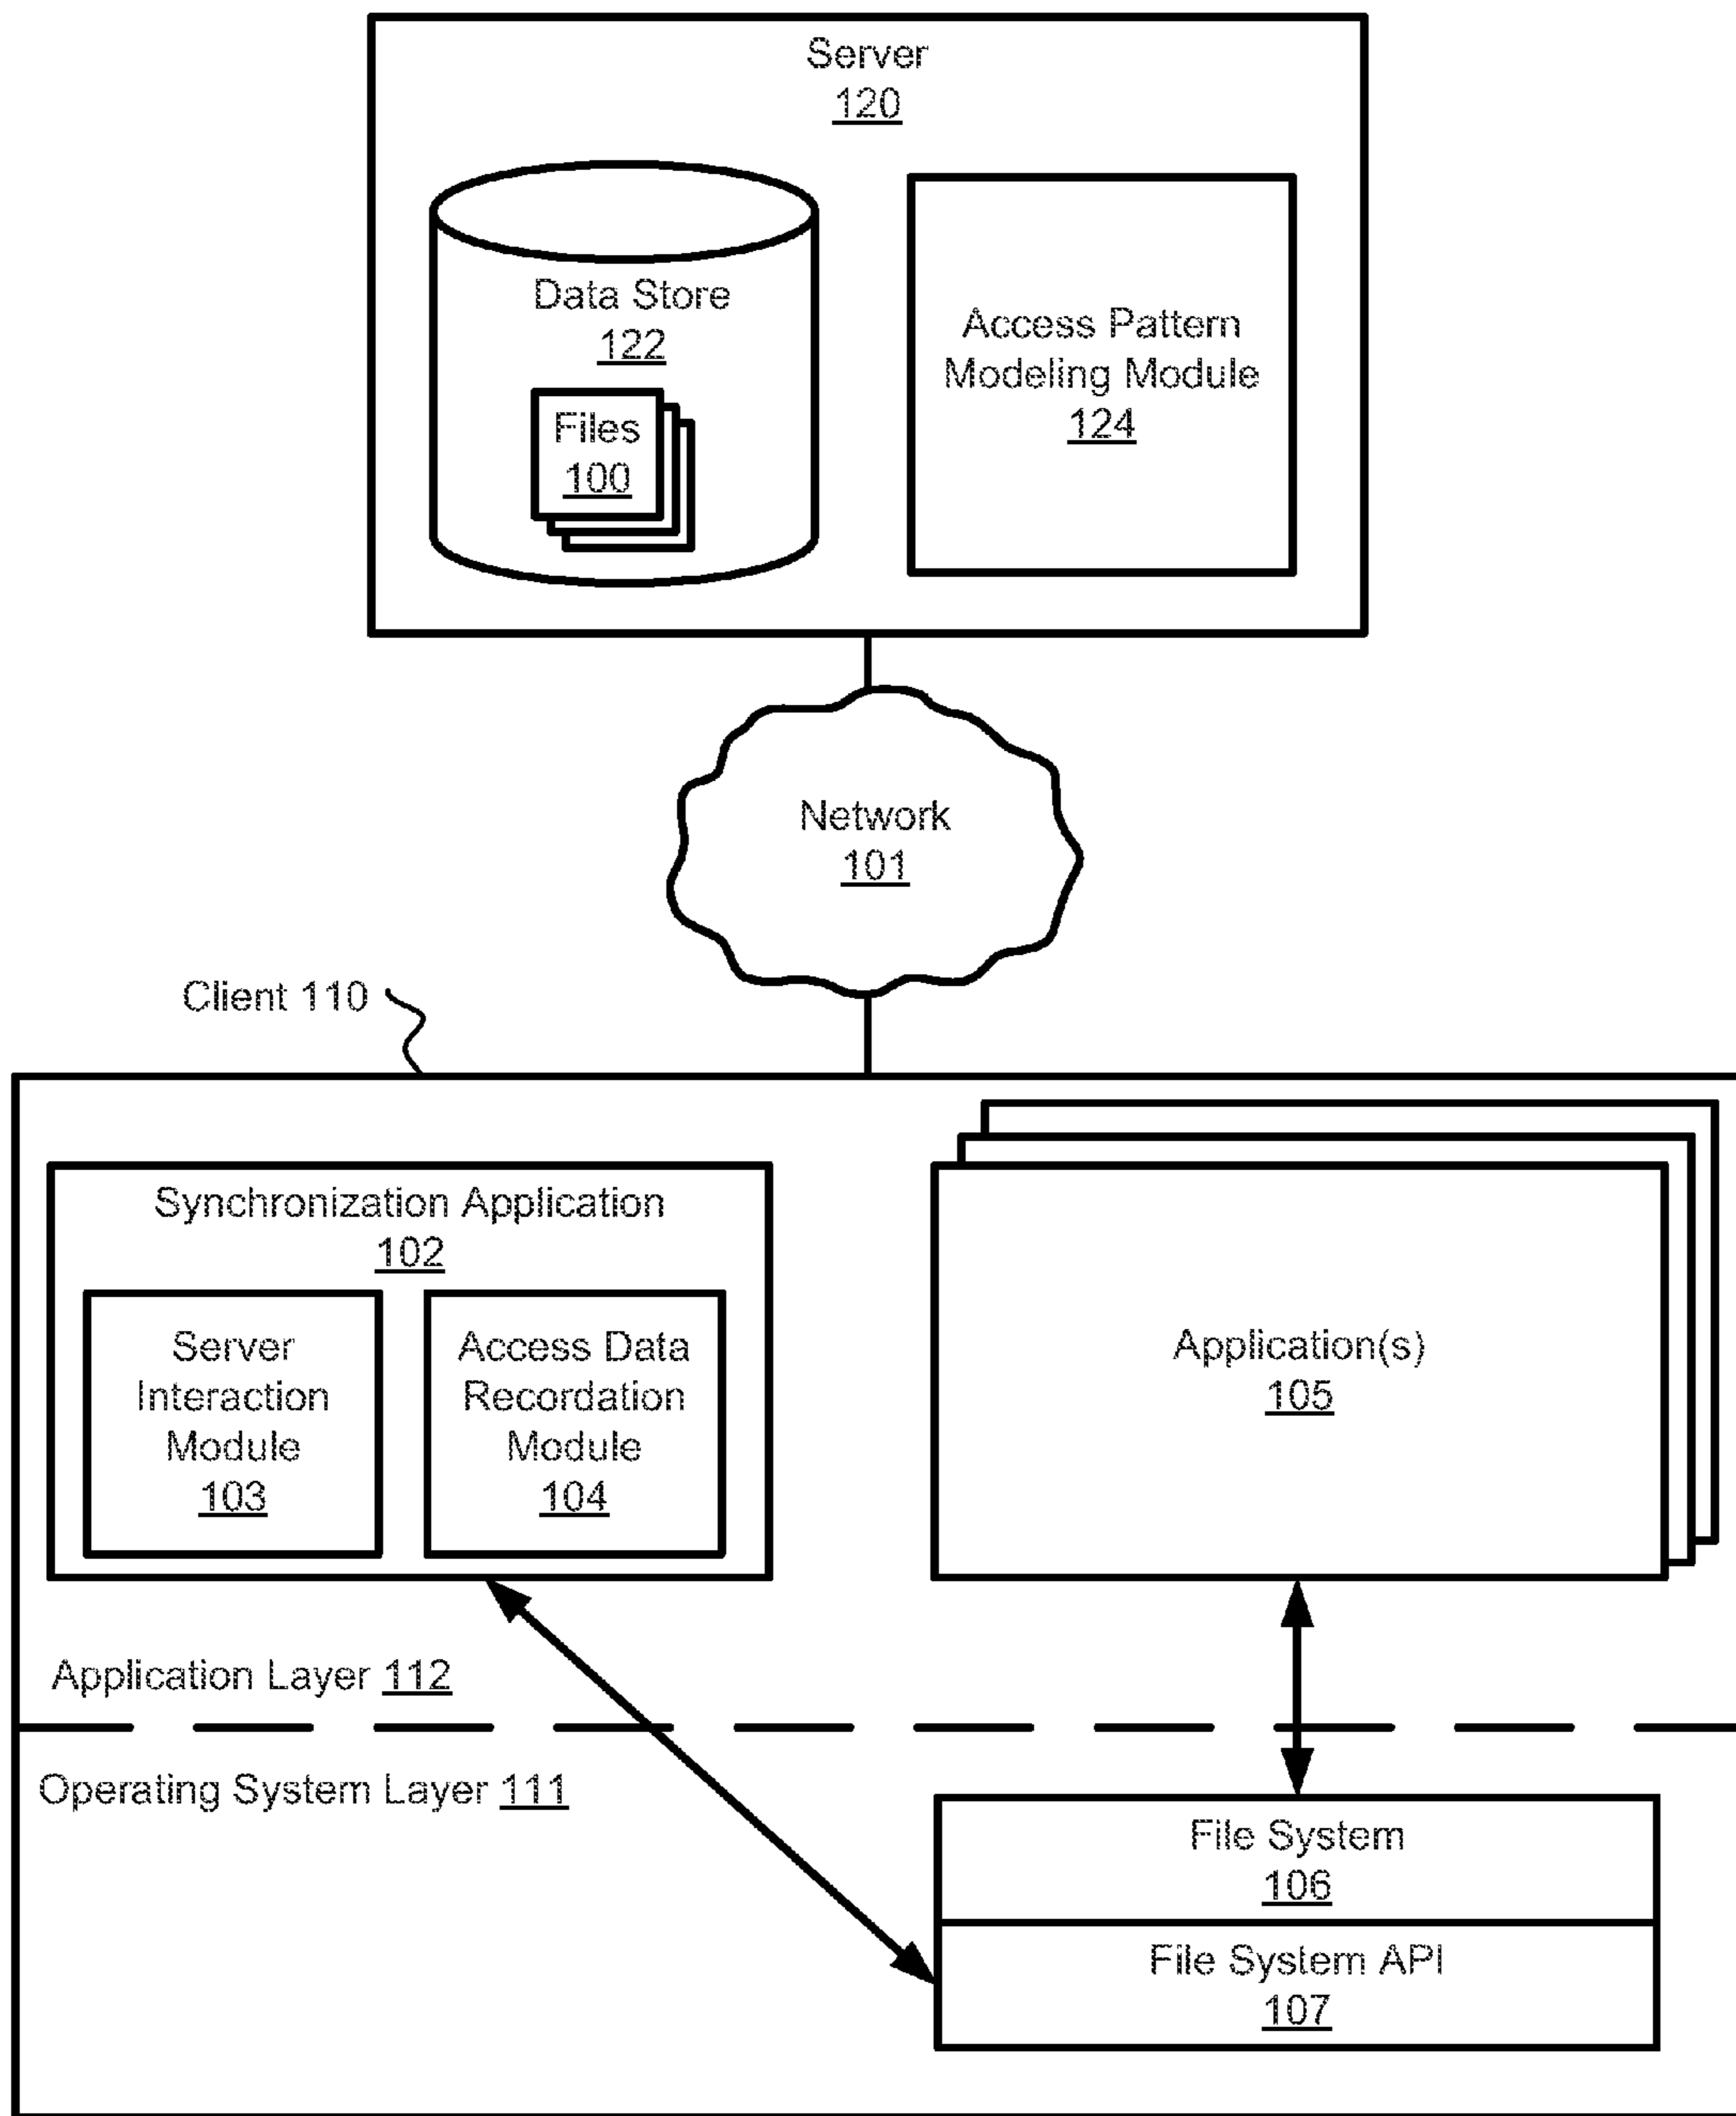 Server
120
Data Store
122
Files
100
Access Pattern
Modeling Module
124
Network
101
Client 110
Synchronization Application
102
Server
Interaction
Module
103
Access Data
Recordation
Module
104
Application(s)
105
Application Layer 112
Operating System Layer 111
File System
106
File System API
107